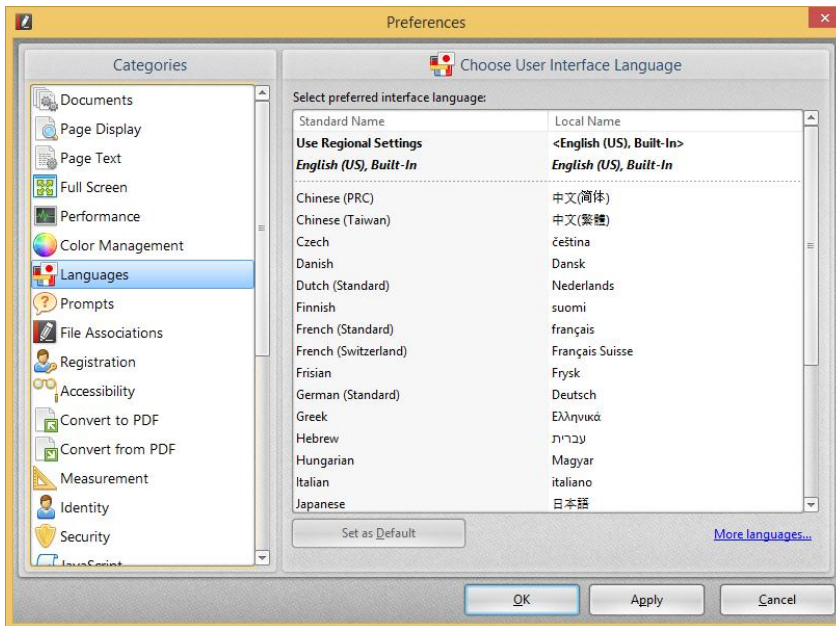 Preferences
Categories
Documents
Page Display
Page Text
Full Screen
Performance
Color Management
Languages
Prompts
File Associations
Registration
Accessibility
Convert to PDF
Convert from PDF
Measurement
Identity
Security
JavaScript
Choose User Interface Language
Select preferred interface language:
Standard Name Local Name
Use Regional Settings <English (US), Built-In>
English (US), Built-In English (US), Built-In
Chinese (PRC) 中文(简体)
Chinese (Taiwan) 中文(繁體)
Czech čeština
Danish Dansk
Dutch (Standard) Nederlands
Finnish suomi
French (Standard) français
French (Switzerland) Français Suisse
Frisian Frysk
German (Standard) Deutsch
Greek Ελληνικά
Hebrew עברית
Hungarian Magyar
Italian italiano
Japanese 日本語
Set as Default More languages...
OK Apply Cancel